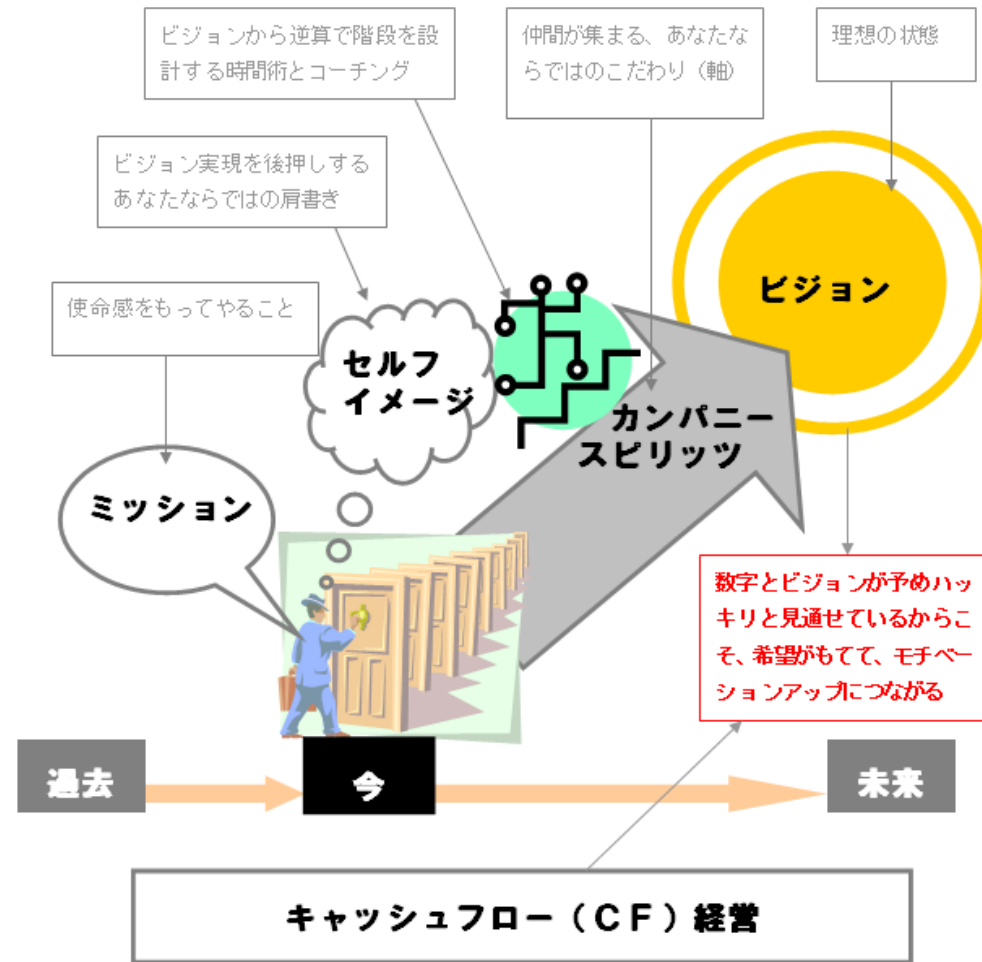 ビジョンから逆算で階段を設
計する時間術とコーチング
仲間が集まる、あなたな
らではのこだわり（軸）
理想の状態
ビジョン実現を後押しする
あなたならではの肩書き
使命感をもってやること
ビジョン
セルフ
イメージ
カンパニー
スピリッツ
ミッション
数字とビジョンが予めハッ
キリと見通せているからこ
そ、希望がもてて、モチベー
ションアップにつながる
過去
今
未来
キャッシュフロー（ＣＦ）経営